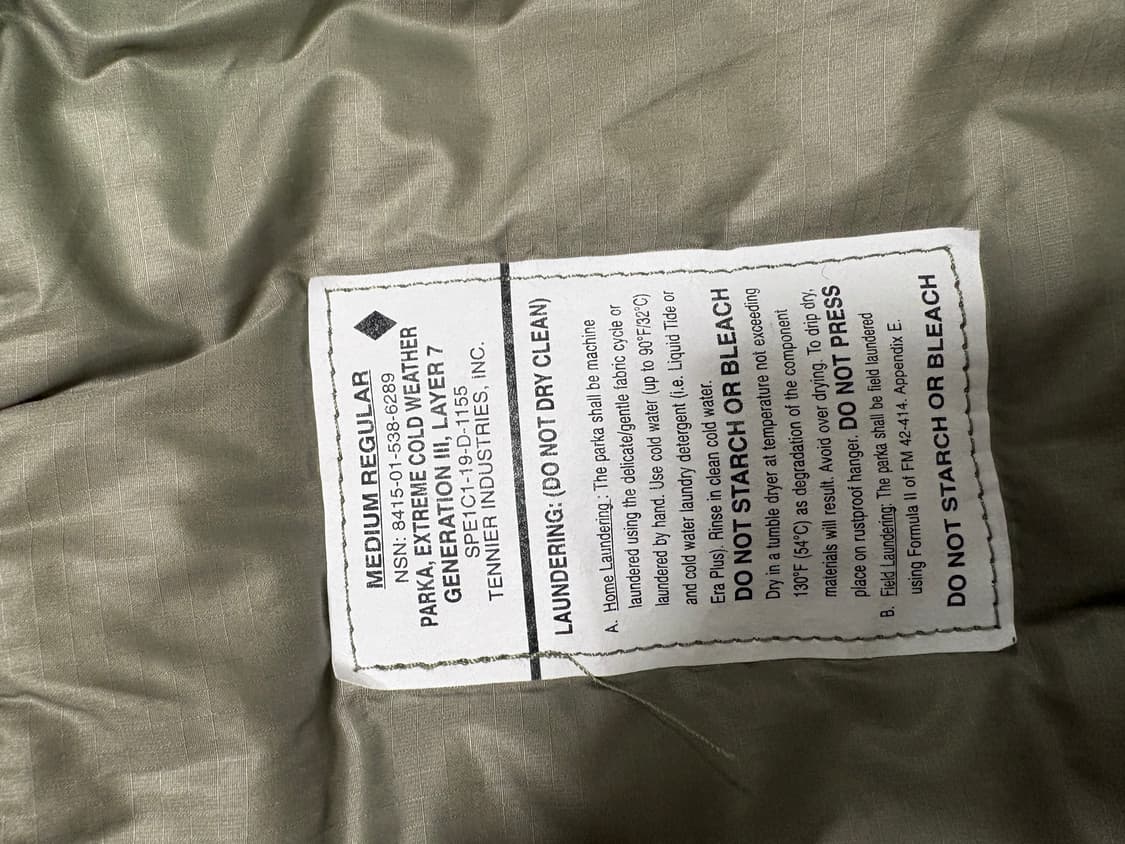 MEDIUM REGULAR
NSN: 8415-01-538-6289
PARKA, EXTREME COLD WEATHER
GENERATION III, LAYER 7
SPE1C1-19-D-1155
TENNIER INDUSTRIES, INC.
LAUNDERING: (DO NOT DRY CLEAN)
A. Home Laundering : The parka shall be machine
laundered using the delicate/gentle fabric cycle or
laundered by hand. Use cold water (up to 90°F/32°C)
and cold water laundry detergent (i.e. Liquid Tide or
Era Plus). Rinse in clean cold water.
DO NOT STARCH OR BLEACH
Dry in a tumble dryer at temperature not exceeding
130°F (54°C) as degradation of the component
materials will result. Avoid over drying. To drip dry,
place on rustproof hanger. DO NOT PRESS
B. Field Laundering: The parka shall be field laundered
using Formula II of FM 42-414. Appendix E.
DO NOT STARCH OR BLEACH